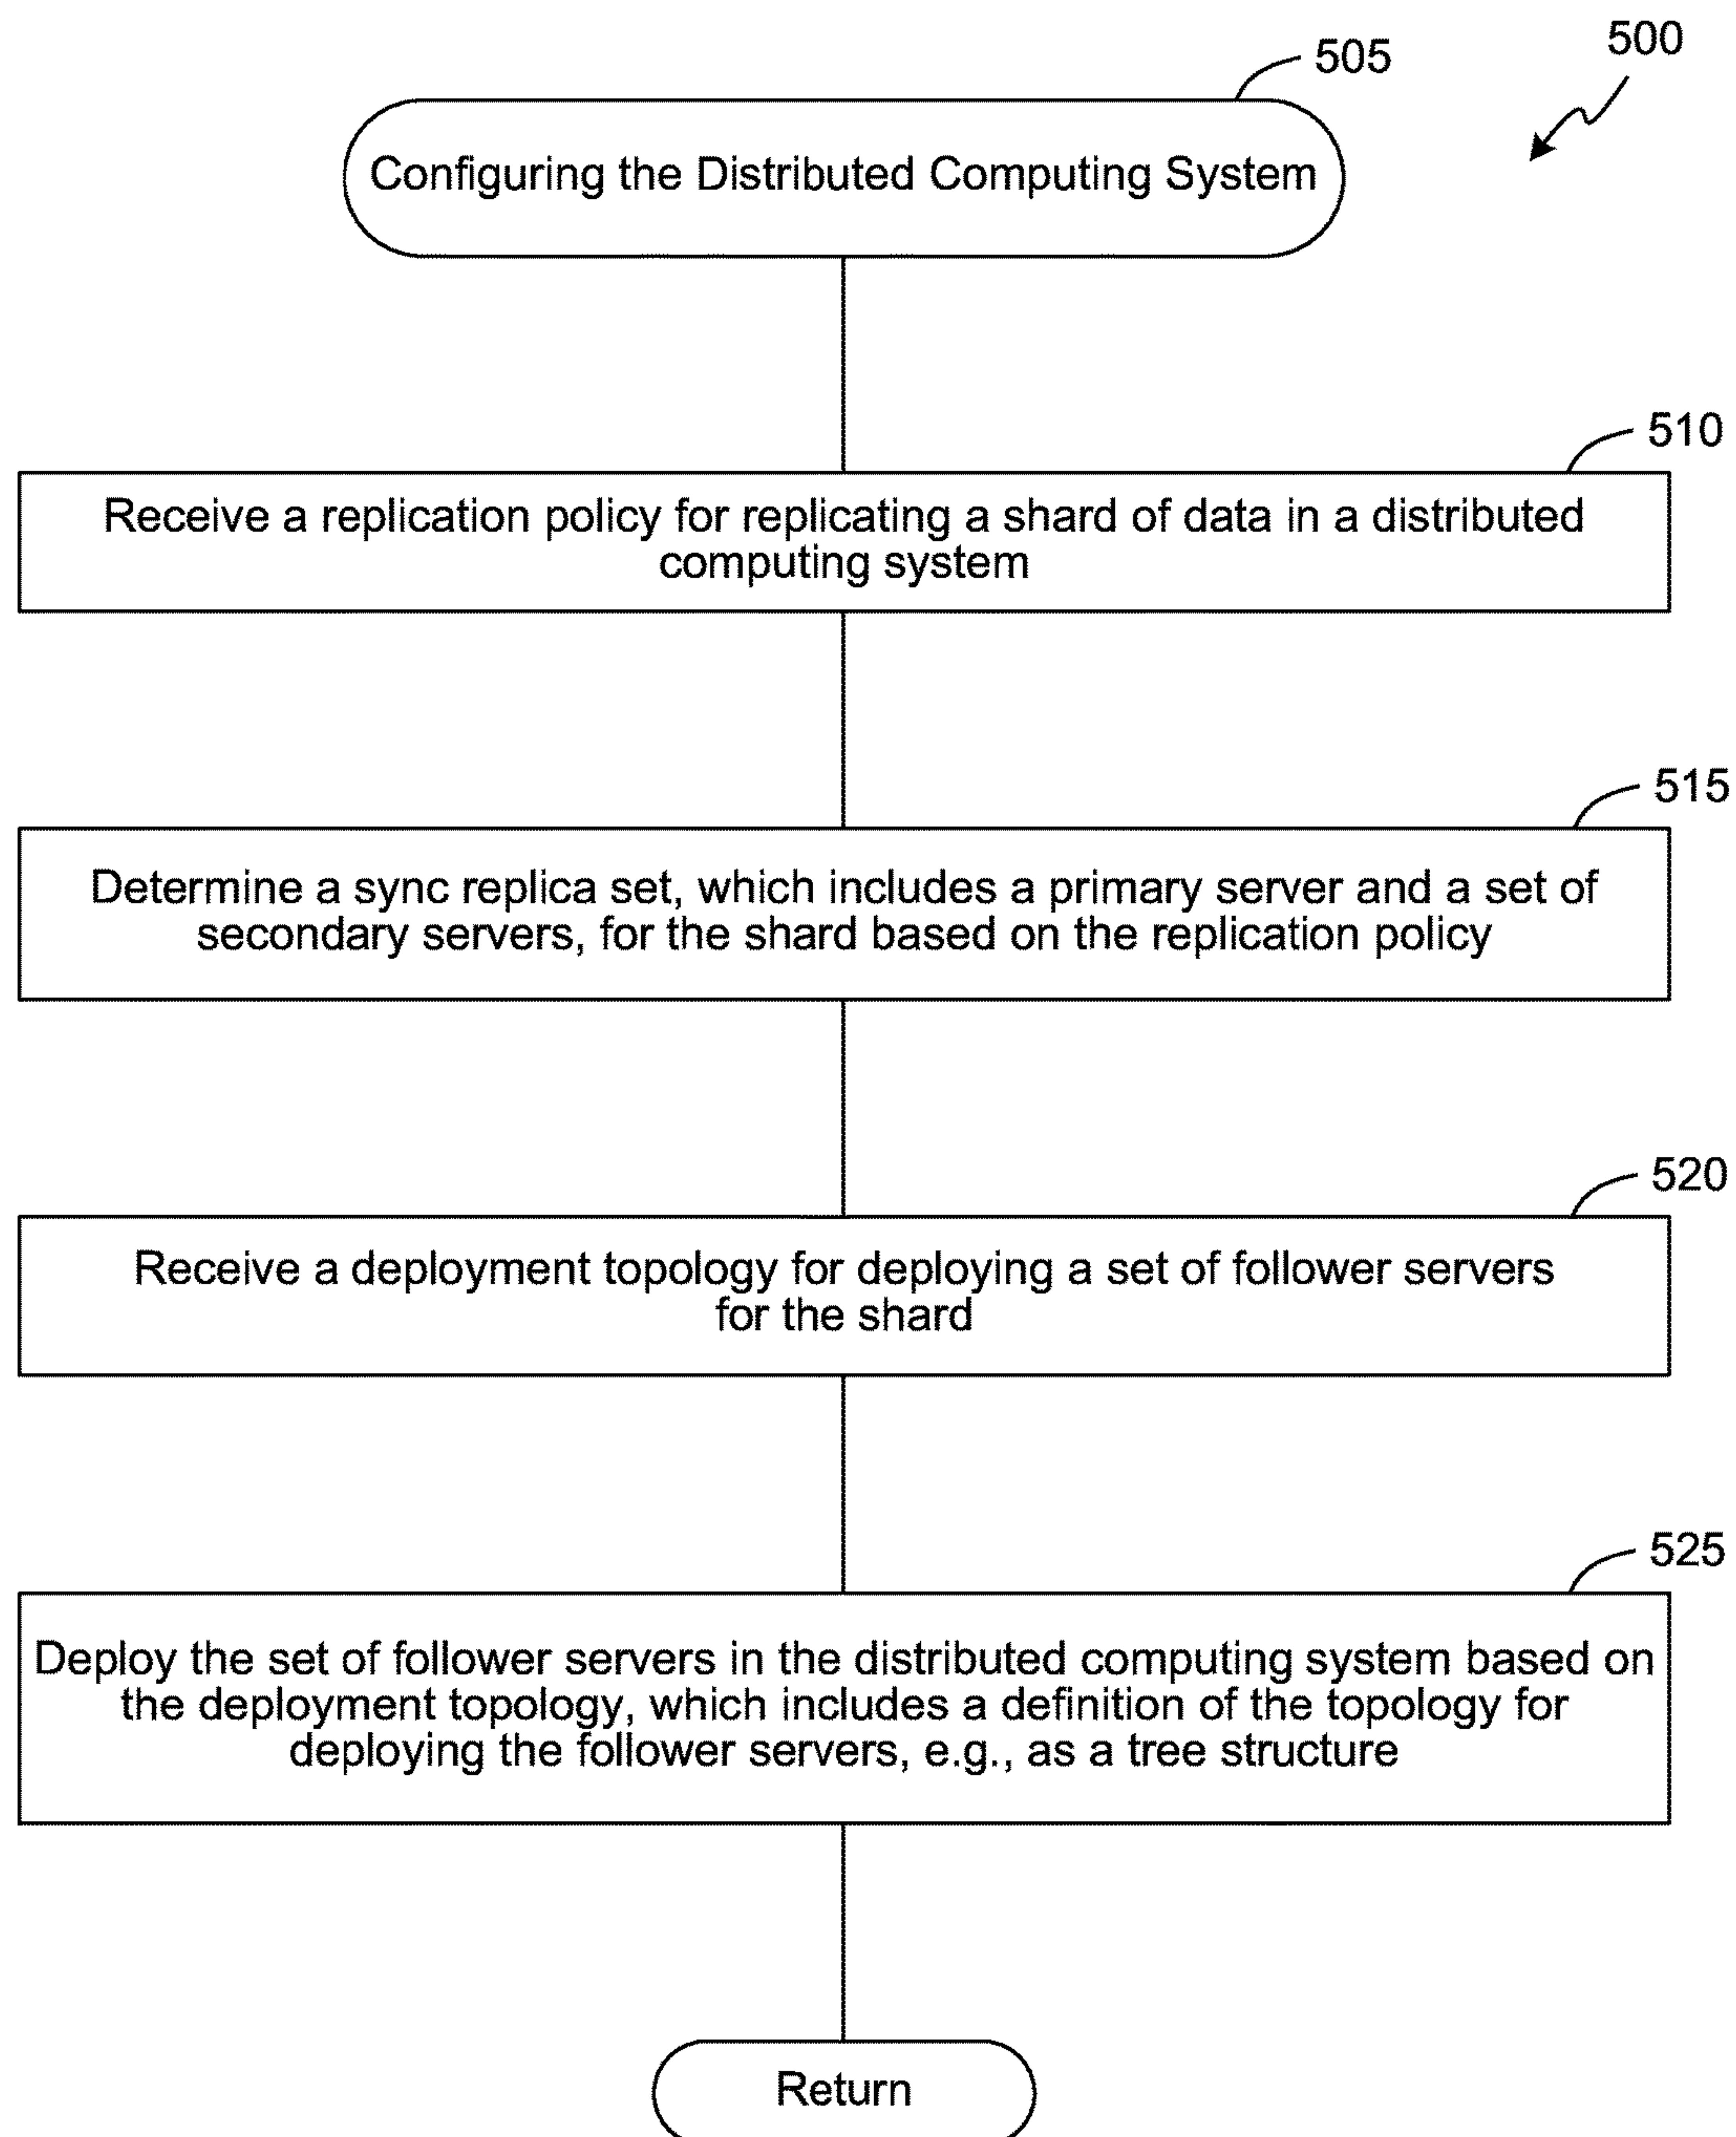 500
505
Configuring the Distributed Computing System
510
Receive a replication policy for replicating a shard of data in a distributed
computing system
515
Determine a sync replica set, which includes a primary server and a set of
secondary servers, for the shard based on the replication policy
520
Receive a deployment topology for deploying a set of follower servers
for the shard
525
Deploy the set of follower servers in the distributed computing system based on
the deployment topology, which includes a definition of the topology for
deploying the follower servers, e.g., as a tree structure
Return